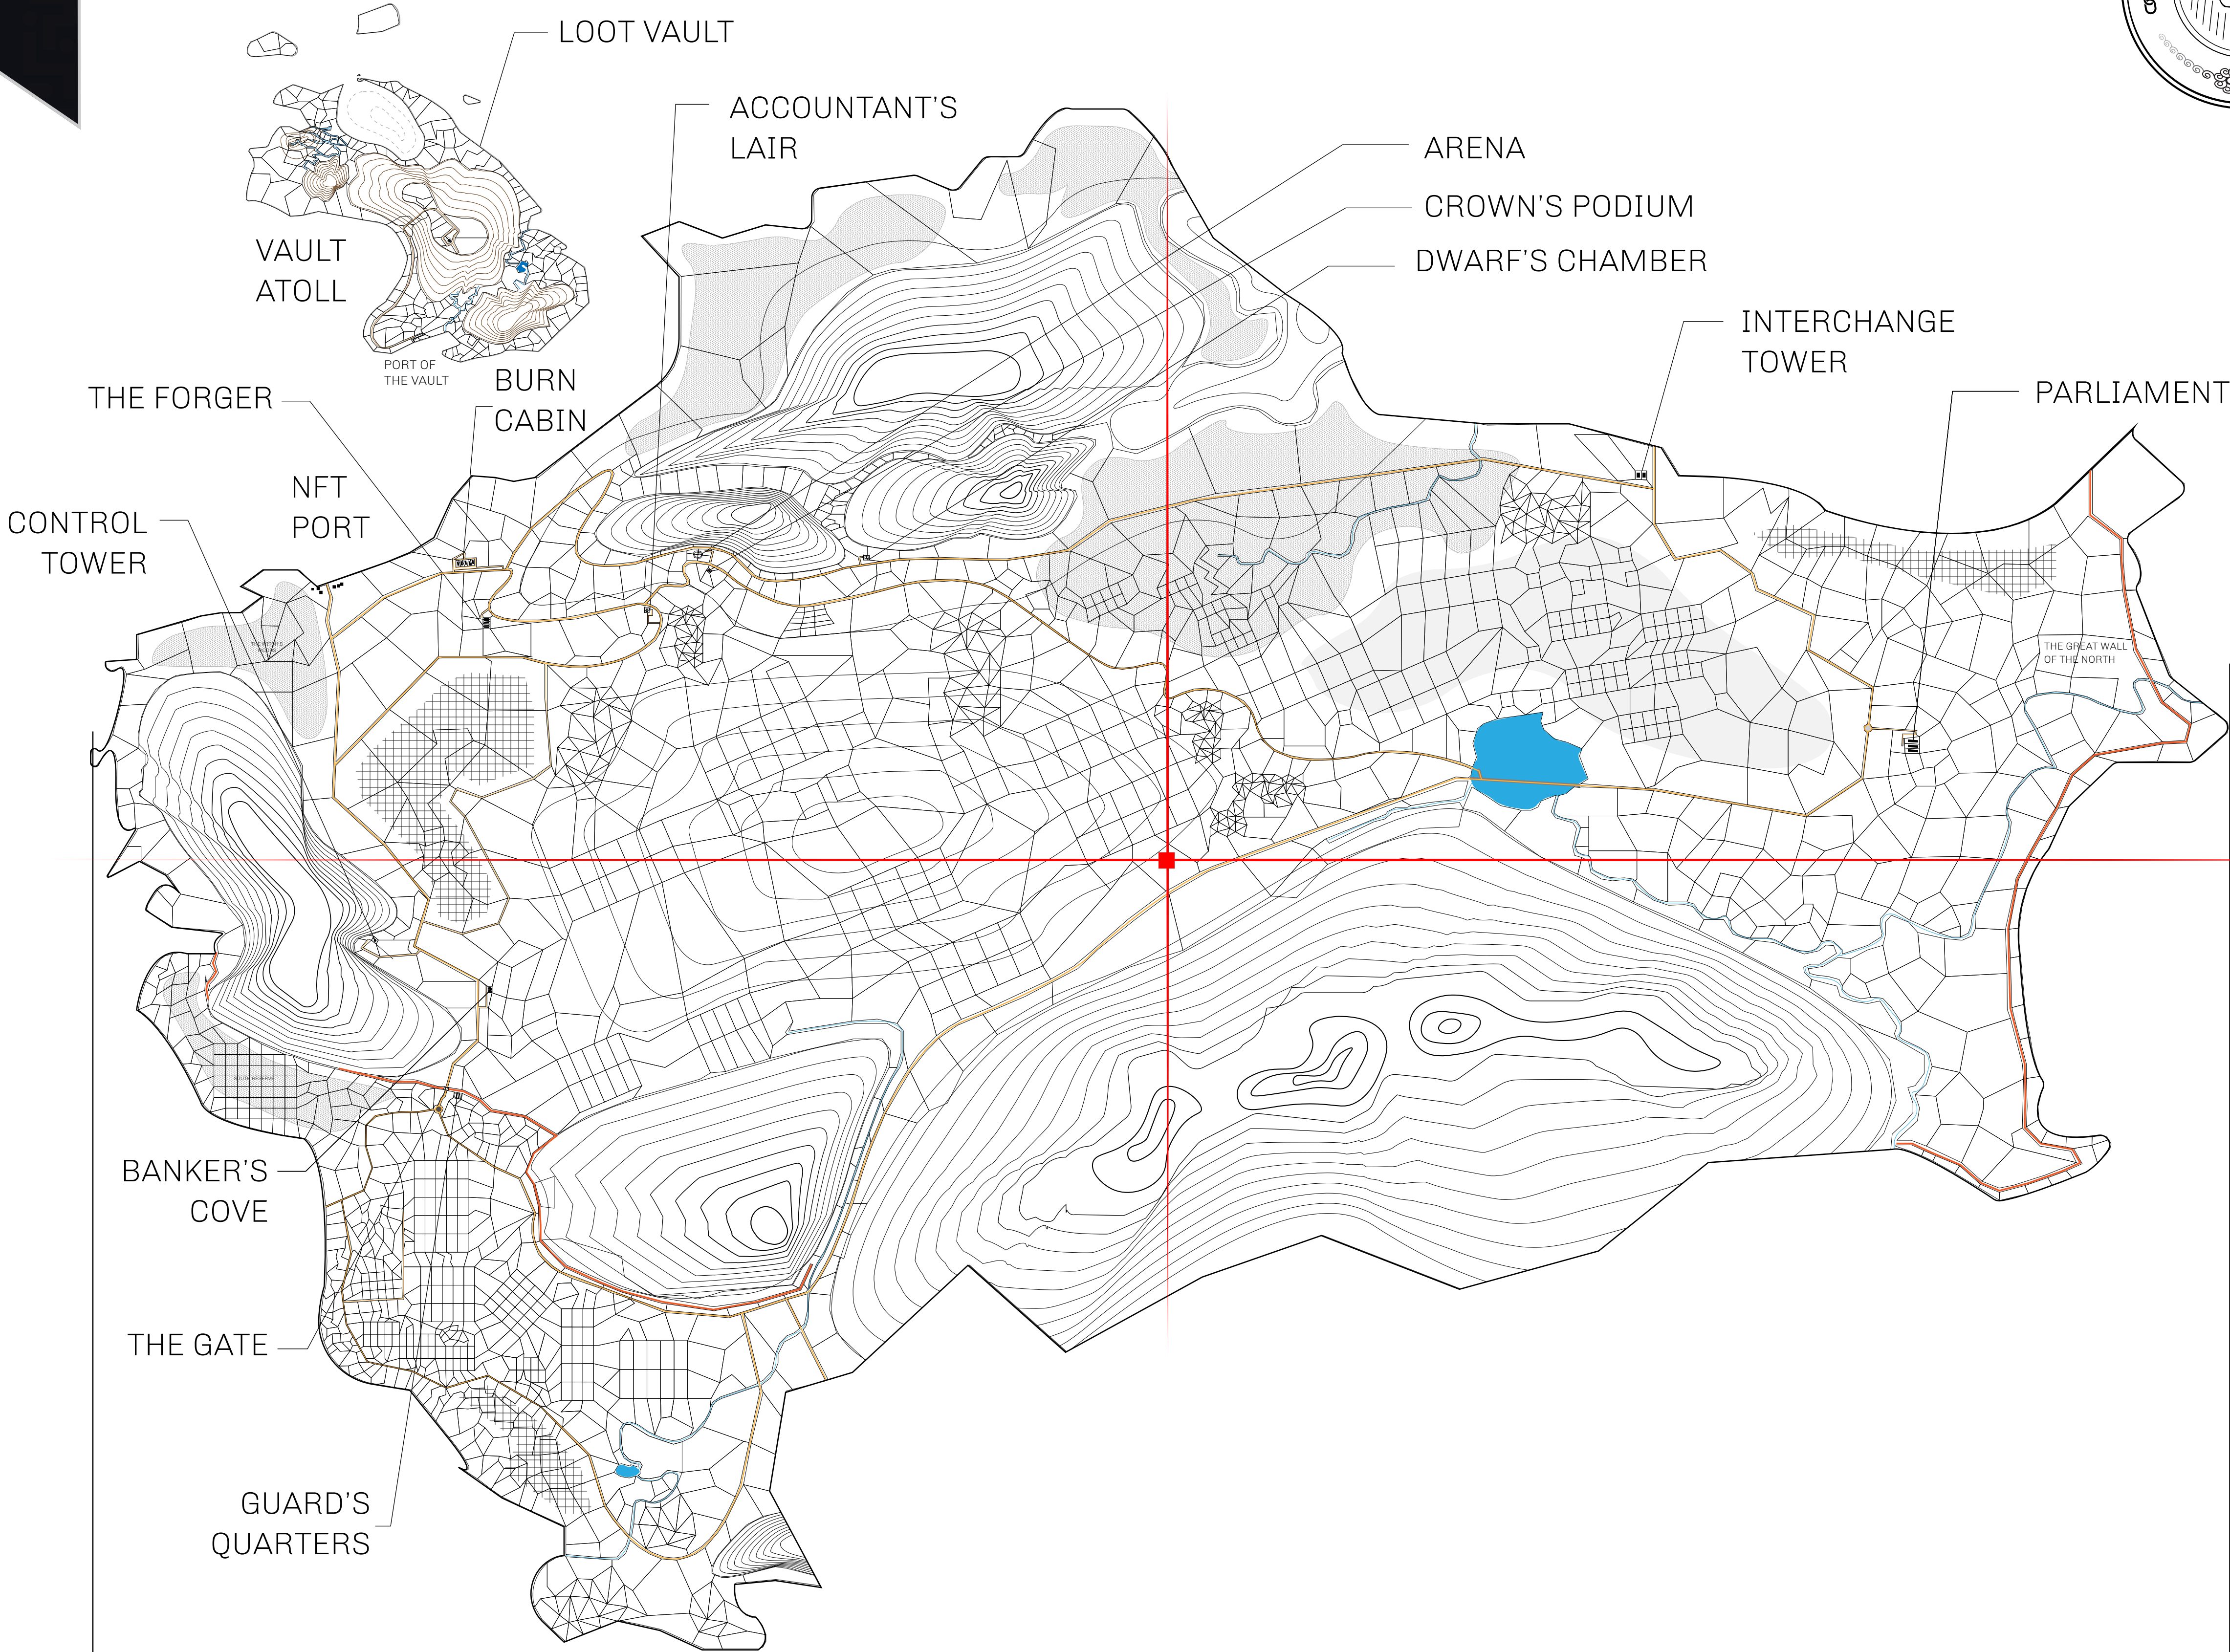 LOOT VAULT
ACCOUNTANT'S
LAIR
ARENA
CROWN'S PODIUM
DWARF'S CHAMBER
VAULT
ATOLL
INTERCHANGE
TOWER
PORT OF
THE VAULT
BURN
CABIN
THE FORGER
PARLIAMENT
NFT
PORT
CONTROL
TOWER
THE GREAT WALL
OF THE NORTH
SOUTH RESERVE
BANKER'S
COVE
THE GATE
GUARD'S
QUARTERS